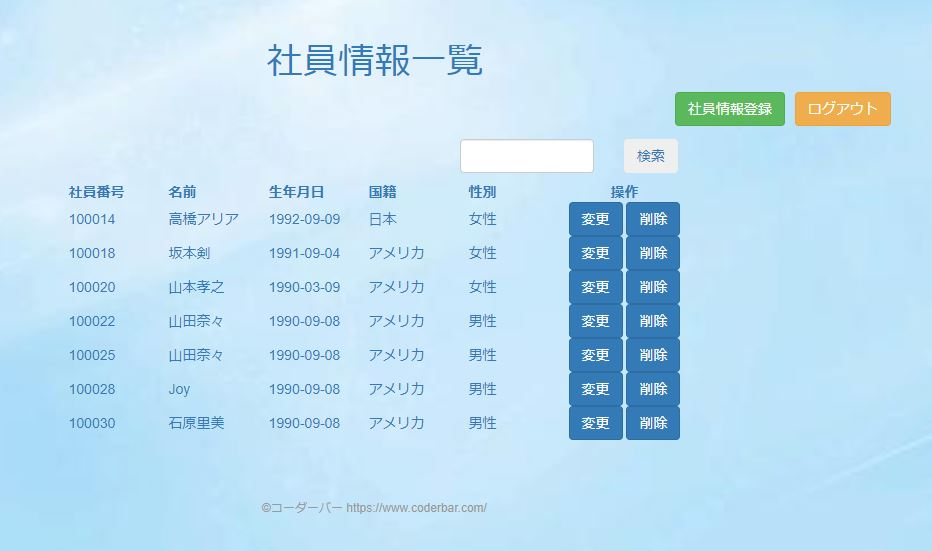 社員情報一覧
社員情報登録 ログアウト
検索
社員番号 名前 生年月日 国籍 性別 操作
100014 高橋アリア 1992-09-09 日本 女性 変更 削除
100018 坂本剣 1991-09-04 アメリカ 女性 変更 削除
100020 山本孝之 1990-03-09 アメリカ 女性 変更 削除
100022 山田奈々 1990-09-08 アメリカ 男性 変更 削除
100025 山田奈々 1990-09-08 アメリカ 男性 変更 削除
100028 Joy 1990-09-08 アメリカ 男性 変更 削除
100030 石原里美 1990-09-08 アメリカ 男性 変更 削除
©コーダーバー https://www.coderbar.com/